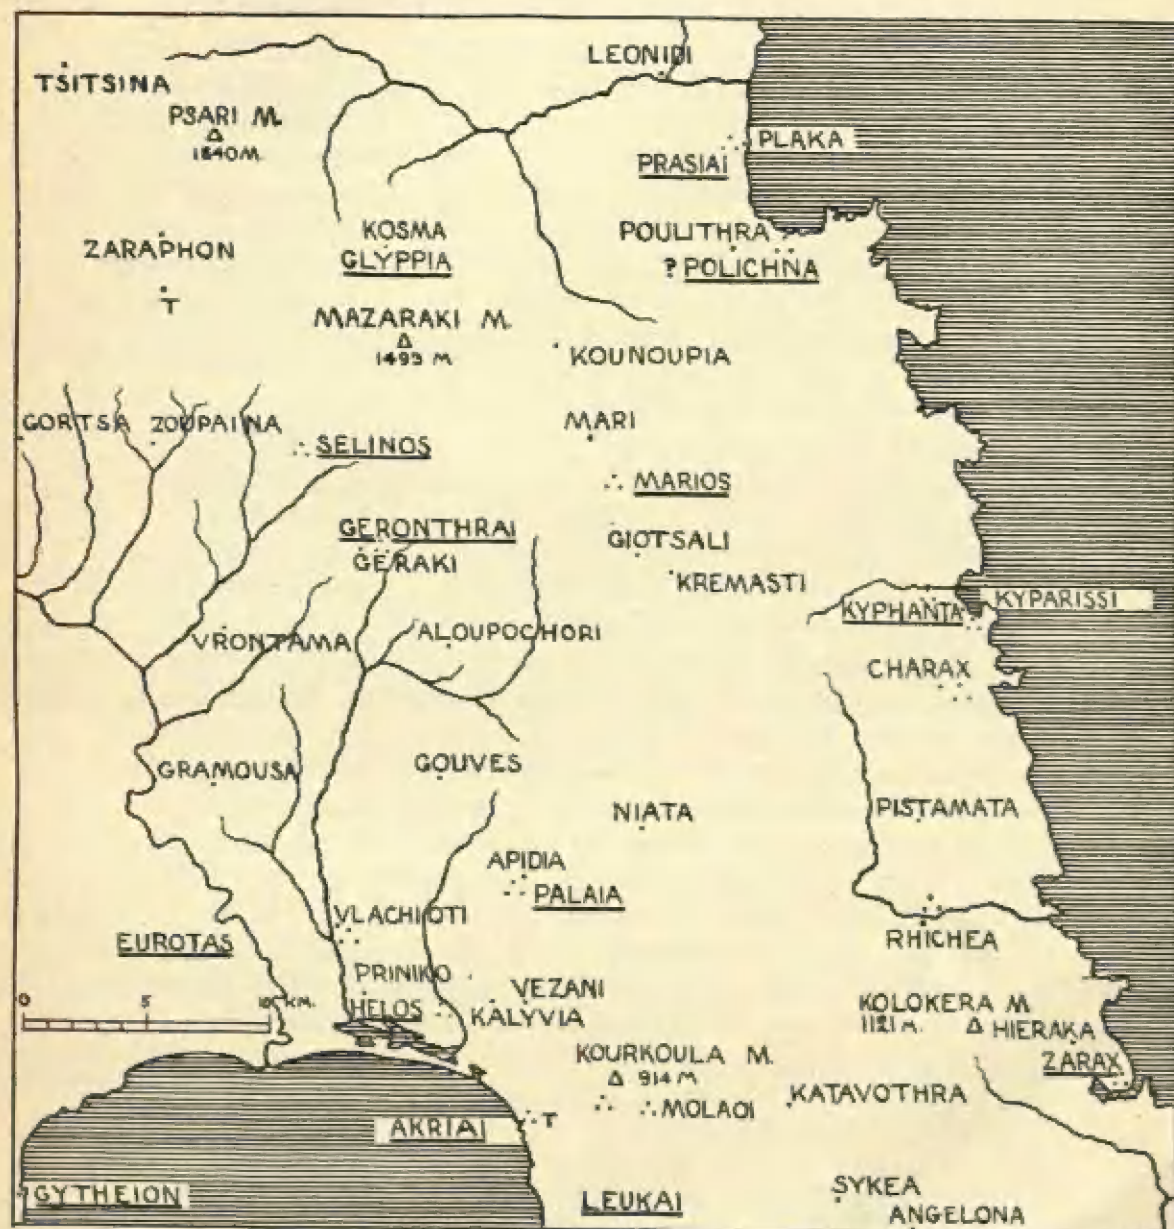 LEONIDI
TSITSINA
PSARI M.
1840 M.
PLAKA
PRASIAI
KOSMA
GLYPPIA
ZARAPHON
POULITHRA
? POLICHNA
T
MAZARAKI M.
1493 M
KOUNOUPIA
GORTSA
ZOUPAINA
MARI
SELINOS
MARIOS
GERONTHRAI
GERAKI
GIOTSALI
KREMASTI
KYPHANTA
KYPARISSI
VRONTAMA
ALOUPOCHORI
CHARAX
GRAMOUSA
GOUVES
NIATA
PISTAMATA
APIDIA
PALAIA
VLACHIOTI
EUROTAS
RHICHEA
PRINIKO
HELOS
VEZANI
KALYVIA
0 5 10 KM.
KOLOKERA M
1121 M.
HIERAKA
ZARAX
KOURKOULA M.
914 M
MOLAOI
KATAVOTHRA
AKRIAI
T
GYTHEION
LEUKAI
SYKEA
ANGELONA